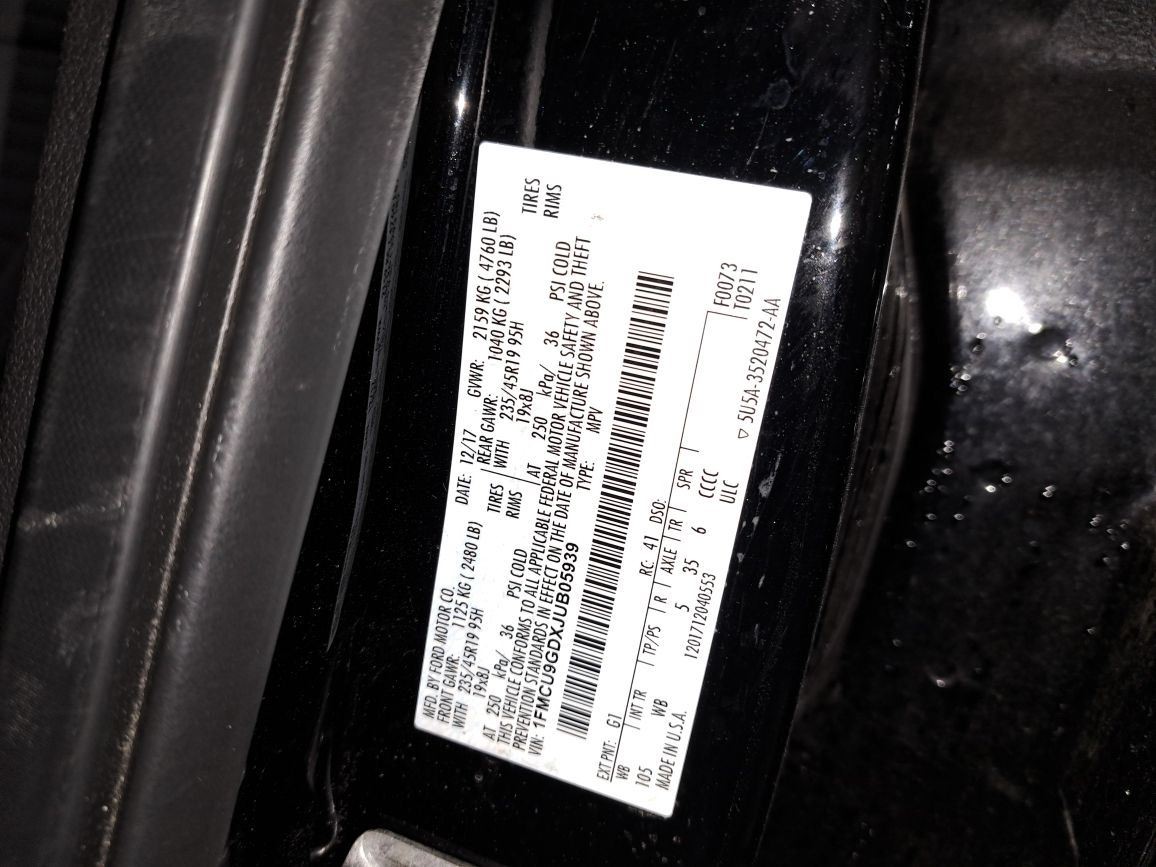 MFD. BY FORD MOTOR CO.
DATE: 12/17 GVWR: 2159 KG ( 4760 LB)
FRONT GAWR: 1125 KG ( 2480 LB) REAR GAWR: 1040 KG ( 2293 LB)
WITH 235/45R19 95H TIRES WITH 235/45R19 95H TIRES
19x8J RIMS 19x8J RIMS
AT 250 kPa/ 36 PSI COLD AT 250 kPa/ 36 PSI COLD
THIS VEHICLE CONFORMS TO ALL APPLICABLE FEDERAL MOTOR VEHICLE SAFETY AND THEFT
PREVENTION STANDARDS IN EFFECT ON THE DATE OF MANUFACTURE SHOWN ABOVE.
VIN: 1FMCU9GDXJUB05939 TYPE: MPV
EXT PNT: G1 RC: 41 DSO:
WB INT TR TP/PS R AXLE TR SPR F0073
105 WB 5 35 6 CCCC T0211
MADE IN U.S.A. 1201712040553 ULC ▽ 5U5A-3520472-AA